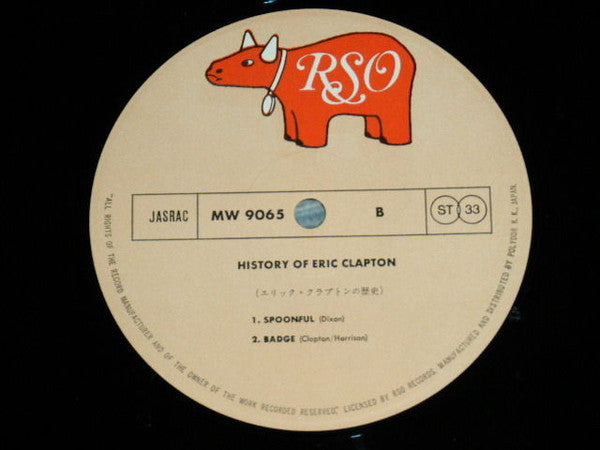 RSO
JASRAC MW 9065 B ST 33
HISTORY OF ERIC CLAPTON
(エリック・クラプトンの歴史)
1. SPOONFUL (Dixon)
2. BADGE (Clapton/Harrison)
"ALL RIGHTS OF THE RECORD MANUFACTURER AND OF THE OWNER OF THE WORK RECORDED RESERVED," LICENSED BY RSO RECORDS. MANUFACTURED AND DISTRIBUTED BY POLYDOR K.K., JAPAN.